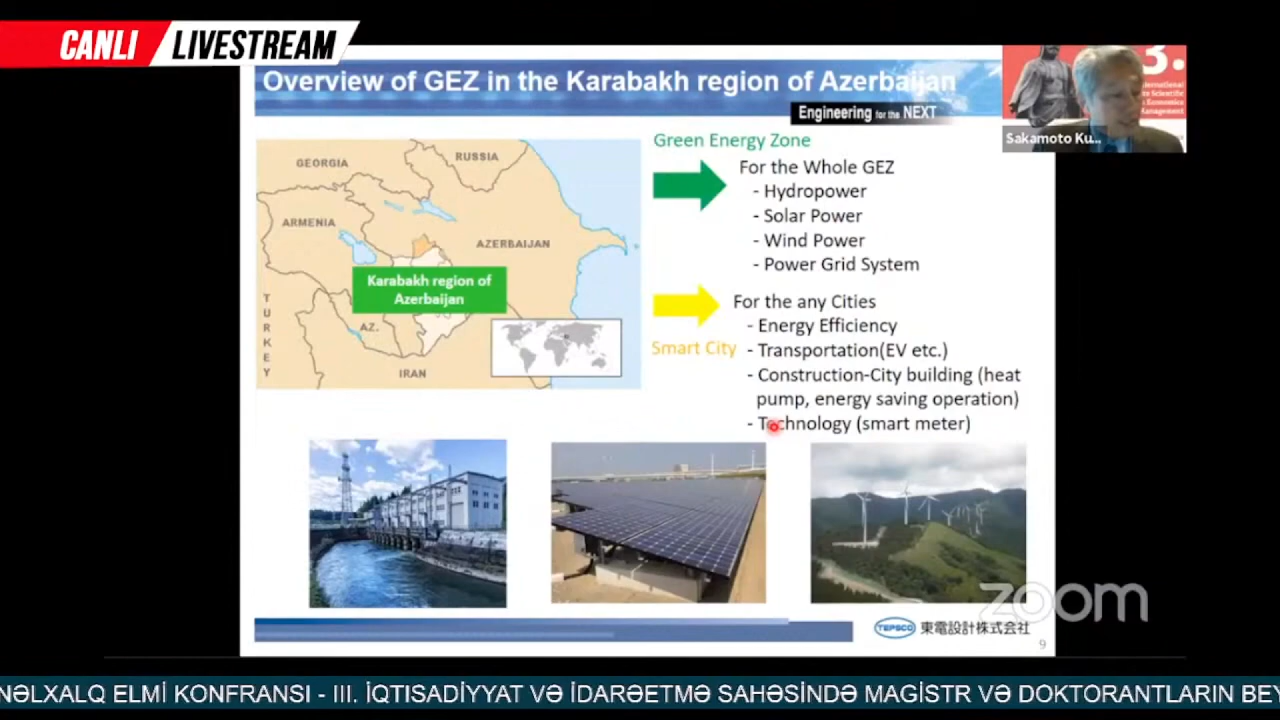 CANLI LIVESTREAM
Overview of GEZ in the Karabakh region of Azerbaijan
Engineering for the NEXT
3.
Sakamoto Ku...
GEORGIA
RUSSIA
ARMENIA
AZERBAIJAN
Karabakh region of
Azerbaijan
TURKEY
AZ.
IRAN
Green Energy Zone
For the Whole GEZ
- Hydropower
- Solar Power
- Wind Power
- Power Grid System
For the any Cities
Smart City
- Energy Efficiency
- Transportation(EV etc.)
- Construction-City building (heat
pump, energy saving operation)
- Technology (smart meter)
zoom
TEPSCO 東電設計株式会社
9
NƏLXALQ ELMİ KONFRANSI - III. İQTISADİYYAT VƏ İDARƏETMƏ SAHƏSİNDƏ MAGİSTR VƏ DOKTORANTLARIN BEY